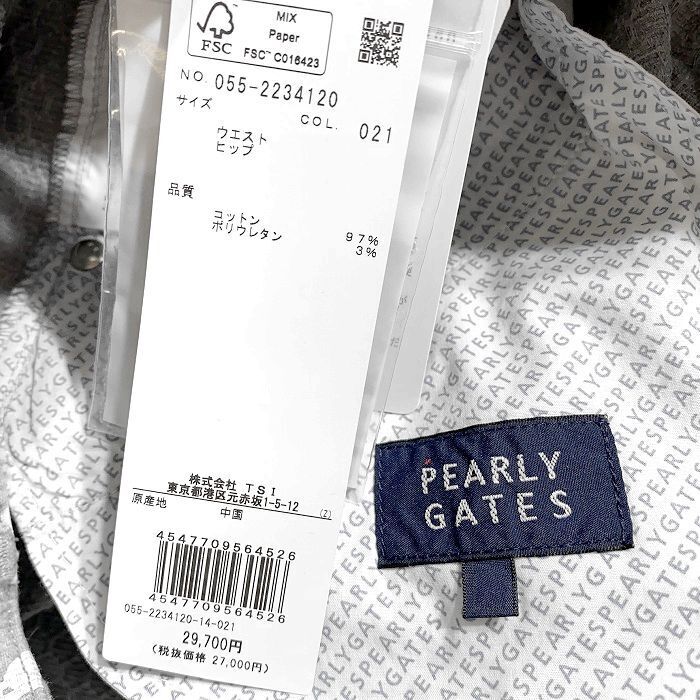 MIX
Paper
FSC™ C016423
FSC
NO. 055-2234120
サイズ
COL. 021
ウエスト
ヒップ
品質
コットン 97%
ポリウレタン 3%
株式会社 TSI
東京都港区元赤坂1-5-12 (Z)
原産地 中国
4547709564526
4547709564526
055-2234120-14-021
29,700円
(税抜価格 27,000円)
PEARLY
GATES